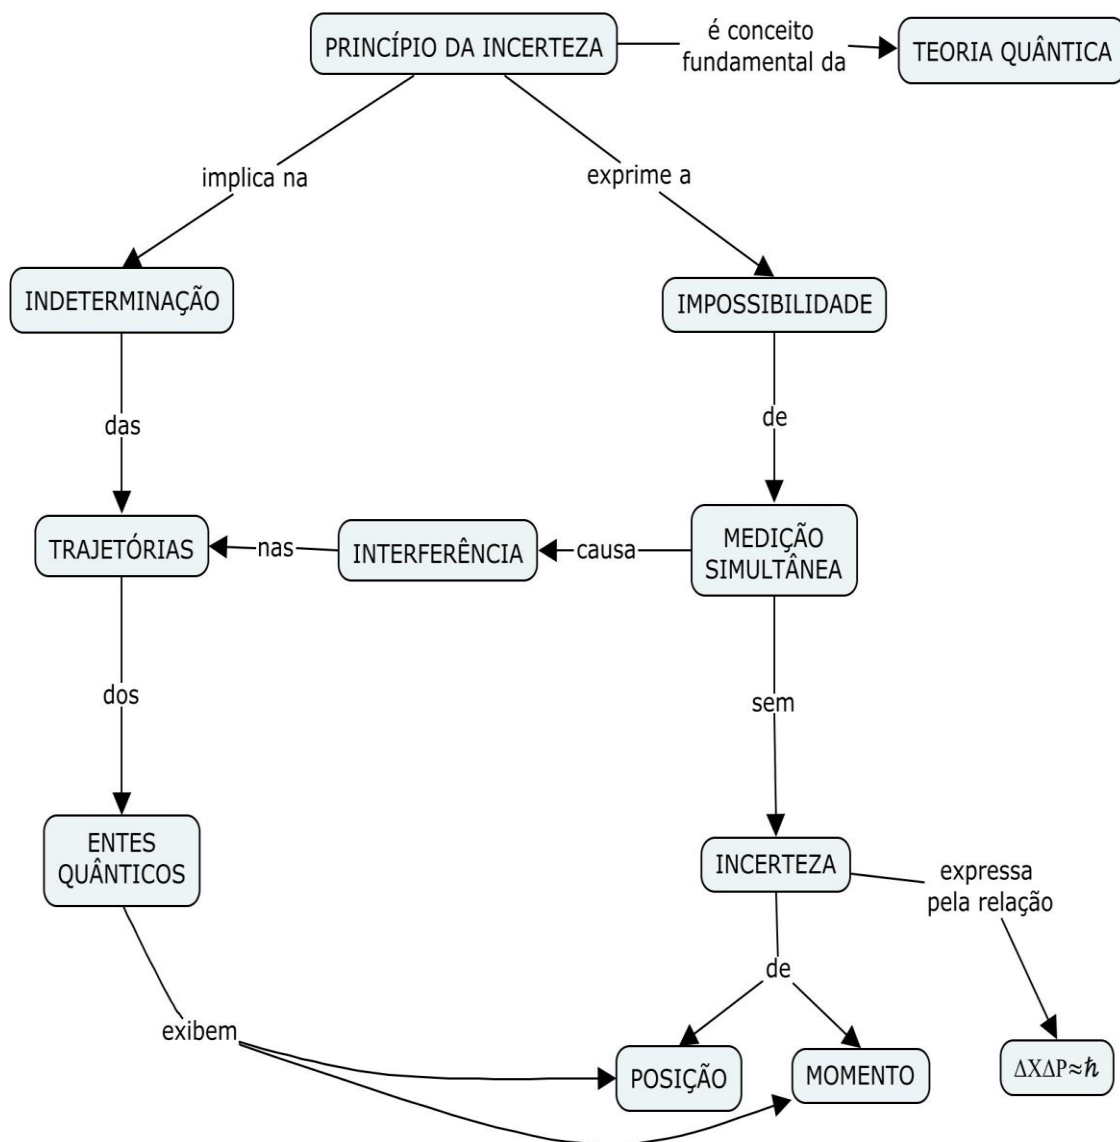 PRINCÍPIO DA INCERTEZA
é conceito
fundamental da
TEORIA QUÂNTICA
implica na
exprime a
INDETERMINAÇÃO
IMPOSSIBILIDADE
das
de
TRAJETÓRIAS
nas
INTERFERÊNCIA
causa
MEDIÇÃO
SIMULTÂNEA
dos
sem
ENTES
QUÂNTICOS
INCERTEZA
expressa
pela relação
de
exibem
POSIÇÃO
MOMENTO
ΔXΔP≈ℏ